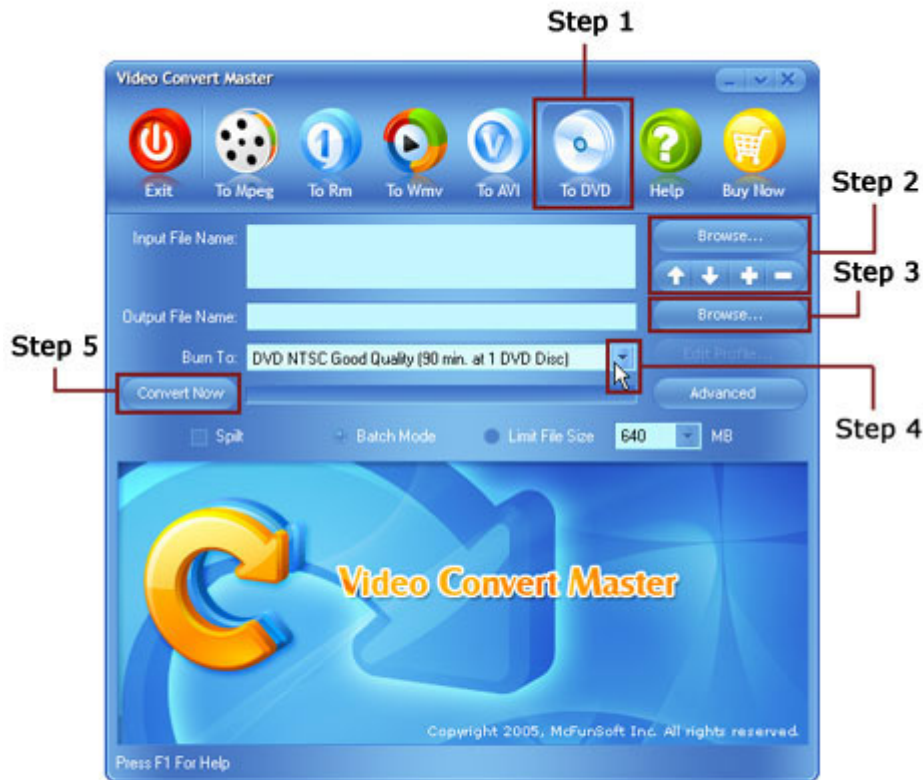 Step 1
Video Convert Master
Exit To Mpeg To Rm To Wmv To AVI To DVD Help Buy Now
Step 2
Input File Name: Browse...
Step 3
Output File Name: Browse...
Step 5
Burn To: DVD NTSC Good Quality (90 min. at 1 DVD Disc) Edit Profile...
Convert Now Advanced
Step 4
Spilt Batch Mode Limit File Size 640 MB
Video Convert Master
Copyright 2005, McFunSoft Inc. All rights reserved.
Press F1 For Help